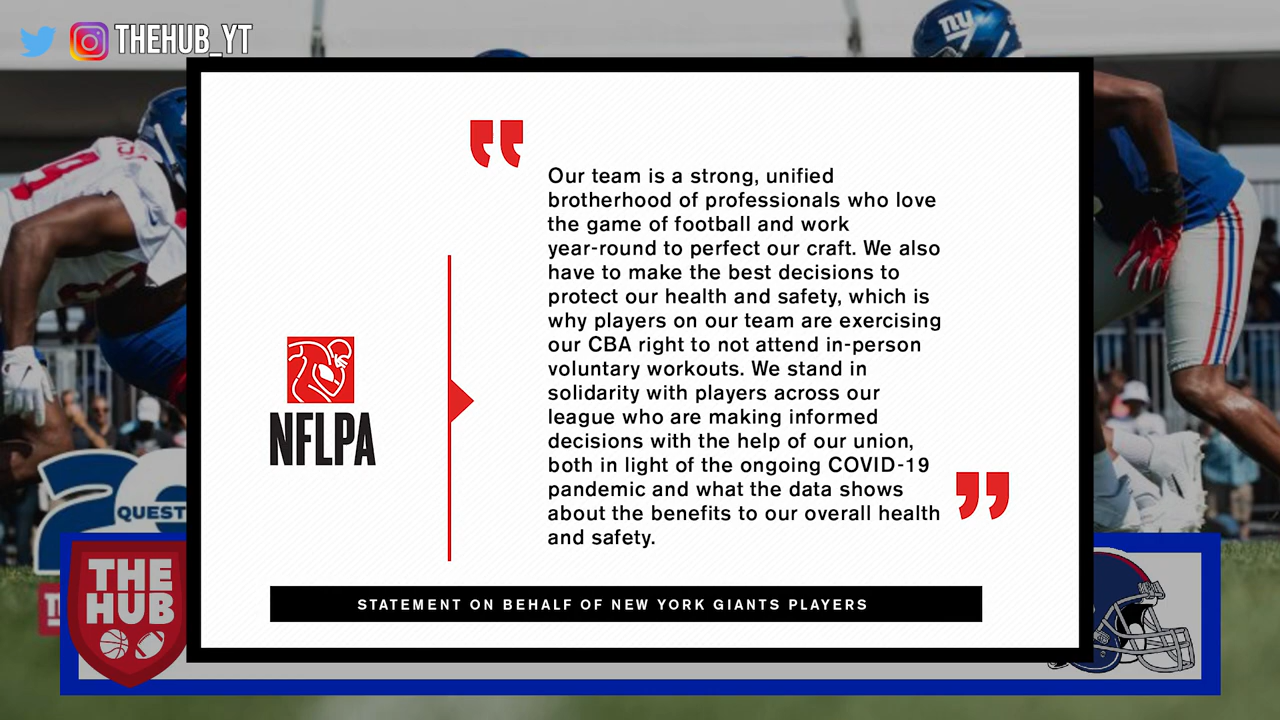 THEHUB_YT
ny
Our team is a strong, unified
brotherhood of professionals who love
the game of football and work
year-round to perfect our craft. We also
have to make the best decisions to
protect our health and safety, which is
why players on our team are exercising
our CBA right to not attend in-person
voluntary workouts. We stand in
solidarity with players across our
league who are making informed
decisions with the help of our union,
both in light of the ongoing COVID-19
pandemic and what the data shows
about the benefits to our overall health
and safety.
NFLPA
QUEST
THE
HUB
STATEMENT ON BEHALF OF NEW YORK GIANTS PLAYERS